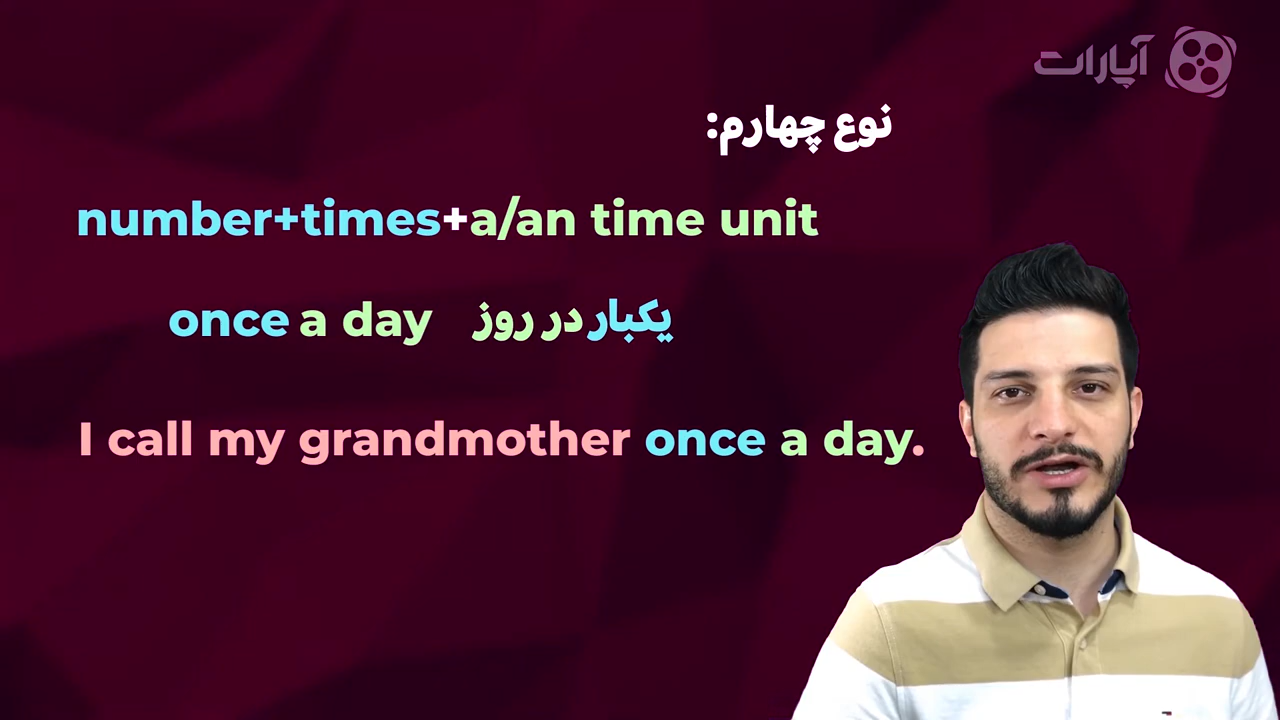 آپارات
نوع چهارم:
number+times+a/an time unit
once a day یکبار در روز
I call my grandmother once a day.